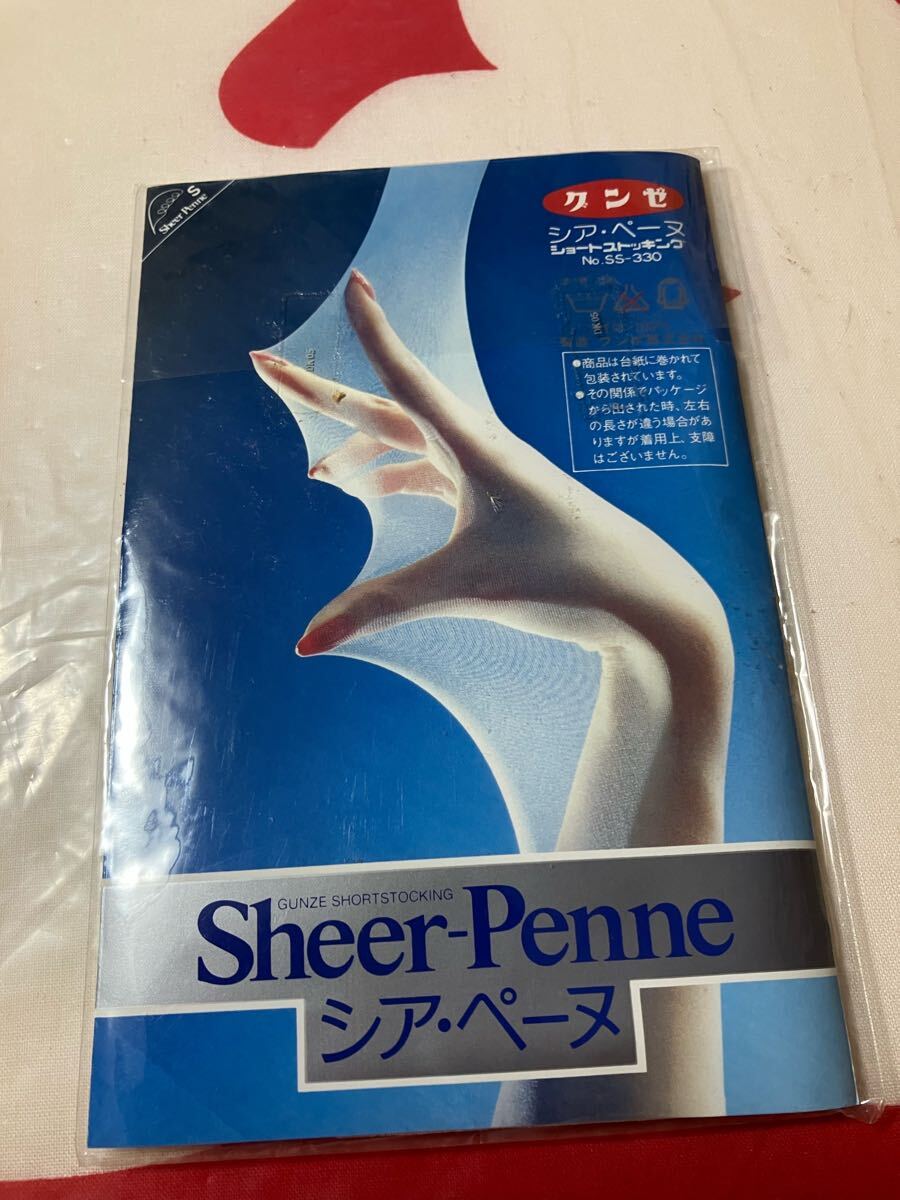 S
Sheer Penne
グンゼ
シア・ペーヌ
ショートストッキング
No.SS-330
●商品は台紙に巻かれて
包装されています。
●その関係でパッケージ
から出された時、左右
の長さが違う場合があ
りますが着用上、支障
はございません。
GUNZE SHORTSTOCKING
Sheer-Penne
シア・ペーヌ